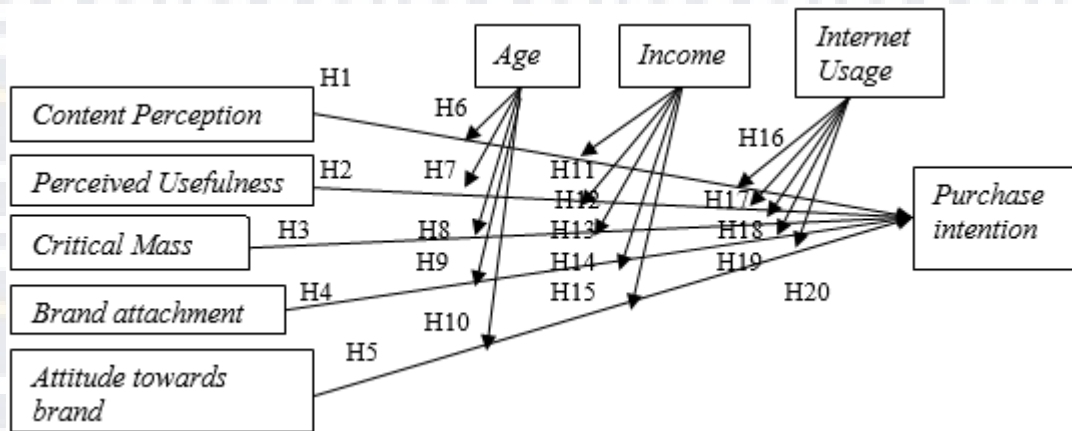 Age
Income
Internet
Usage
H1
Content Perception
H6
H16
H2
H7
H11
Perceived Usefulness
H12
H17
Purchase
intention
H3
H8
H13
H18
Critical Mass
H9
H14
H19
H4
H15
H20
Brand attachment
H10
H5
Attitude towards
brand